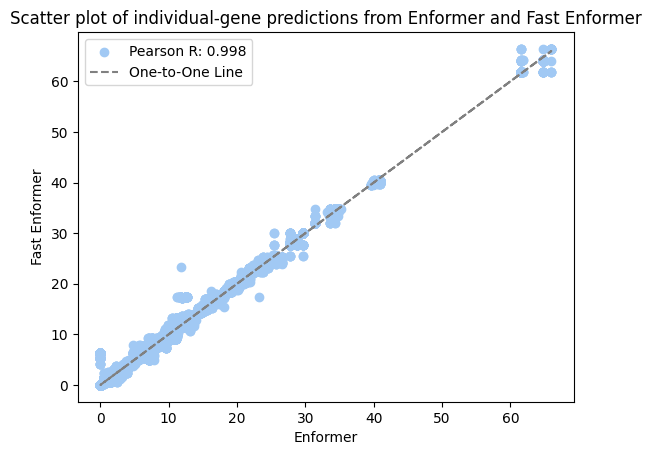 Scatter plot of individual-gene predictions from Enformer and Fast Enformer
Pearson R: 0.998
One-to-One Line
60
50
40
30
20
10
0
Fast Enformer
0 10 20 30 40 50 60
Enformer